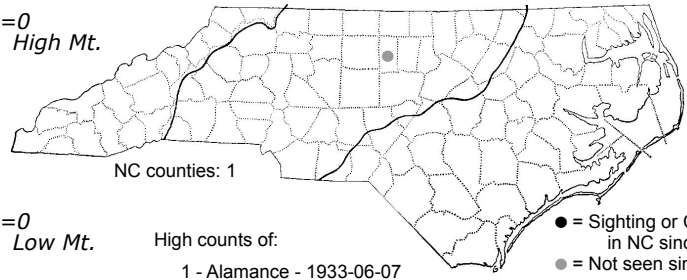 =0
High Mt.
NC counties: 1
=0
Low Mt.
High counts of:
1 - Alamance - 1933-06-07
● = Sighting or
in NC sinc
● = Not seen sin